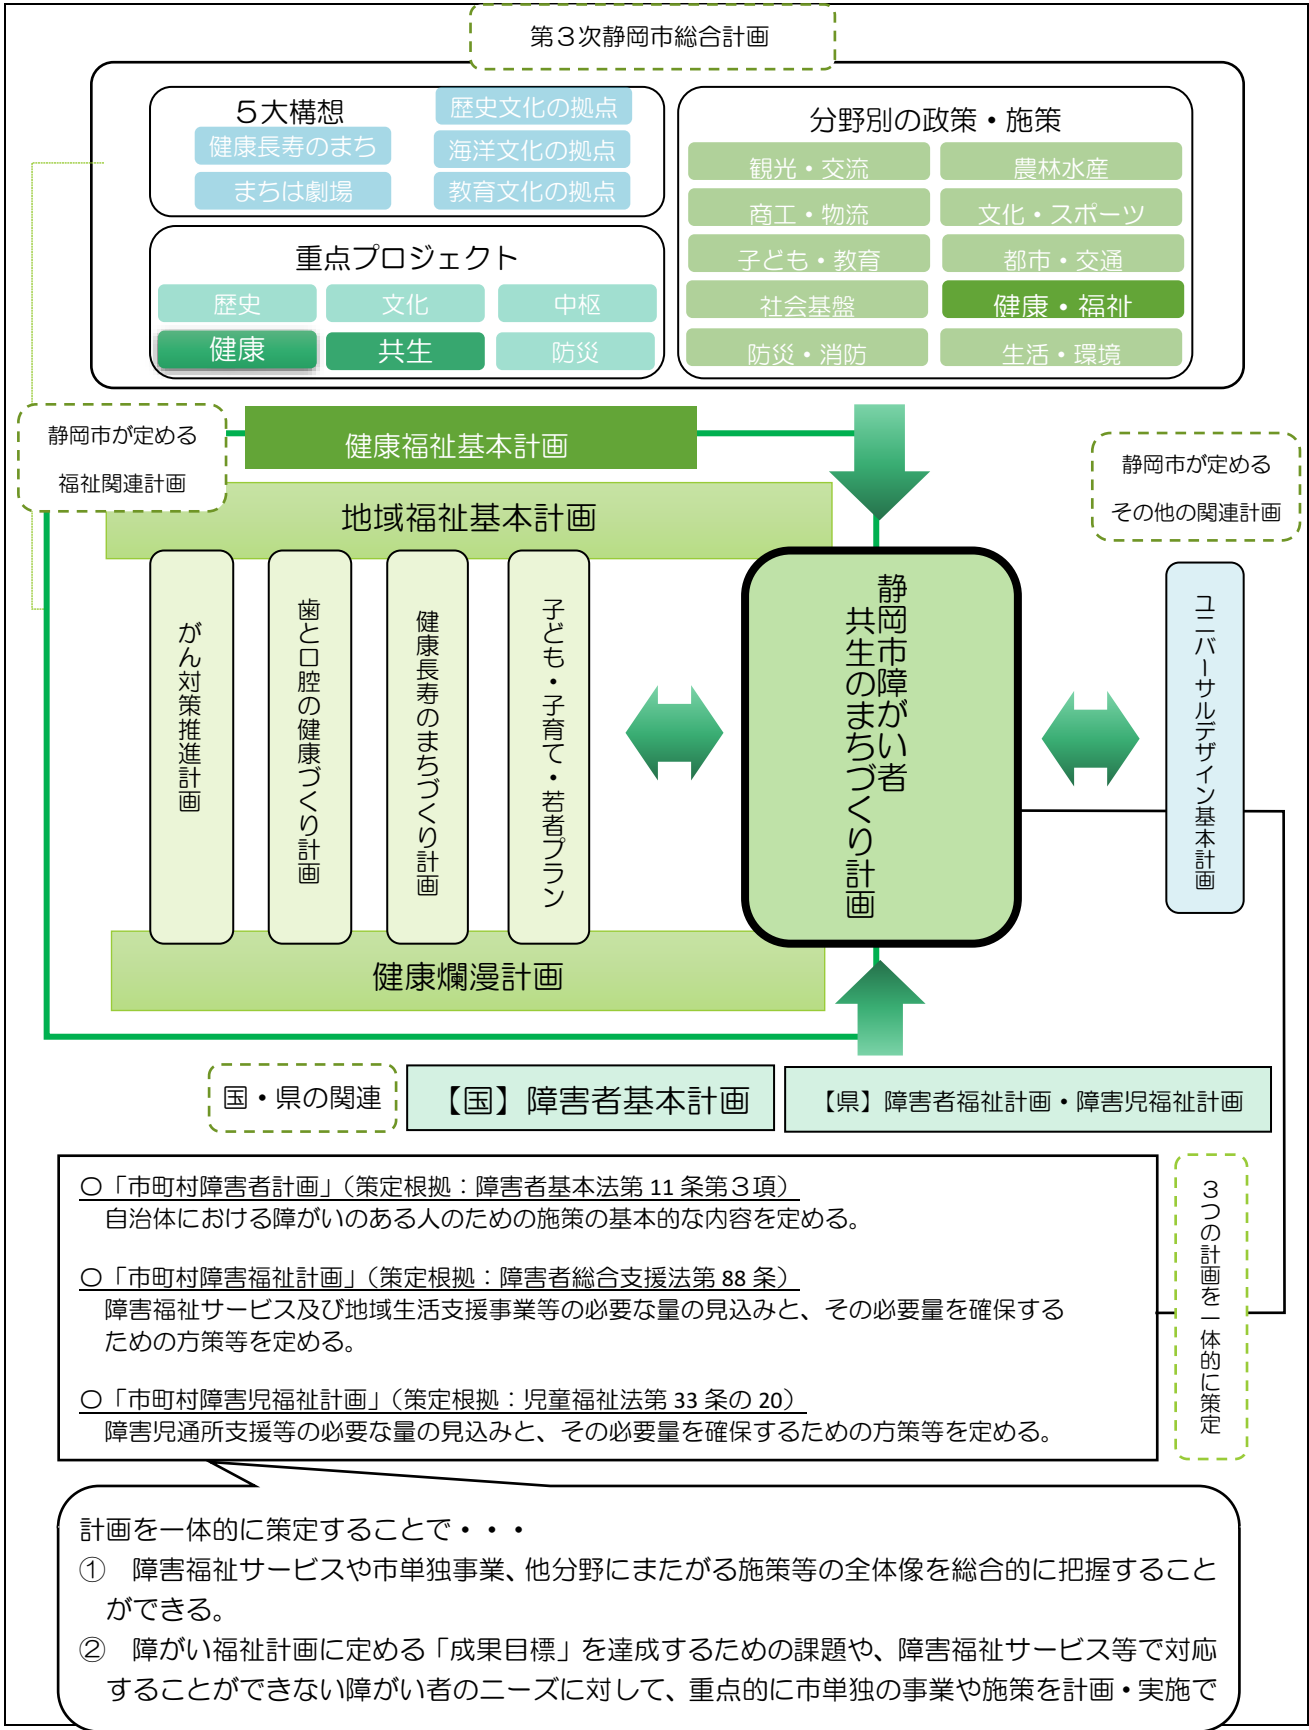 第３次静岡市総合計画
５大構想
歴史文化の拠点
健康長寿のまち
海洋文化の拠点
まちは劇場
教育文化の拠点
重点プロジェクト
歴史
文化
中枢
健康
共生
防災
分野別の政策・施策
観光・交流
農林水産
商工・物流
文化・スポーツ
子ども・教育
都市・交通
社会基盤
健康・福祉
防災・消防
生活・環境
静岡市が定める
福祉関連計画
健康福祉基本計画
地域福祉基本計画
静岡市が定める
その他の関連計画
がん対策推進計画
歯と口腔の健康づくり計画
健康長寿のまちづくり計画
子ども・子育て・若者プラン
静岡市障がい者
共生のまちづくり計画
ユニバーサルデザイン基本計画
健康爛漫計画
国・県の関連
【国】障害者基本計画
【県】障害者福祉計画・障害児福祉計画
○「市町村障害者計画」（策定根拠：障害者基本法第 11 条第３項）
自治体における障がいのある人のための施策の基本的な内容を定める。
○「市町村障害福祉計画」（策定根拠：障害者総合支援法第 88 条）
障害福祉サービス及び地域生活支援事業等の必要な量の見込みと、その必要量を確保する
ための方策等を定める。
○「市町村障害児福祉計画」（策定根拠：児童福祉法第 33 条の 20）
障害児通所支援等の必要な量の見込みと、その必要量を確保するための方策等を定める。
３つの計画を一体的に策定
計画を一体的に策定することで・・・
①　障害福祉サービスや市単独事業、他分野にまたがる施策等の全体像を総合的に把握すること
ができる。
②　障がい福祉計画に定める「成果目標」を達成するための課題や、障害福祉サービス等で対応
することができない障がい者のニーズに対して、重点的に市単独の事業や施策を計画・実施で